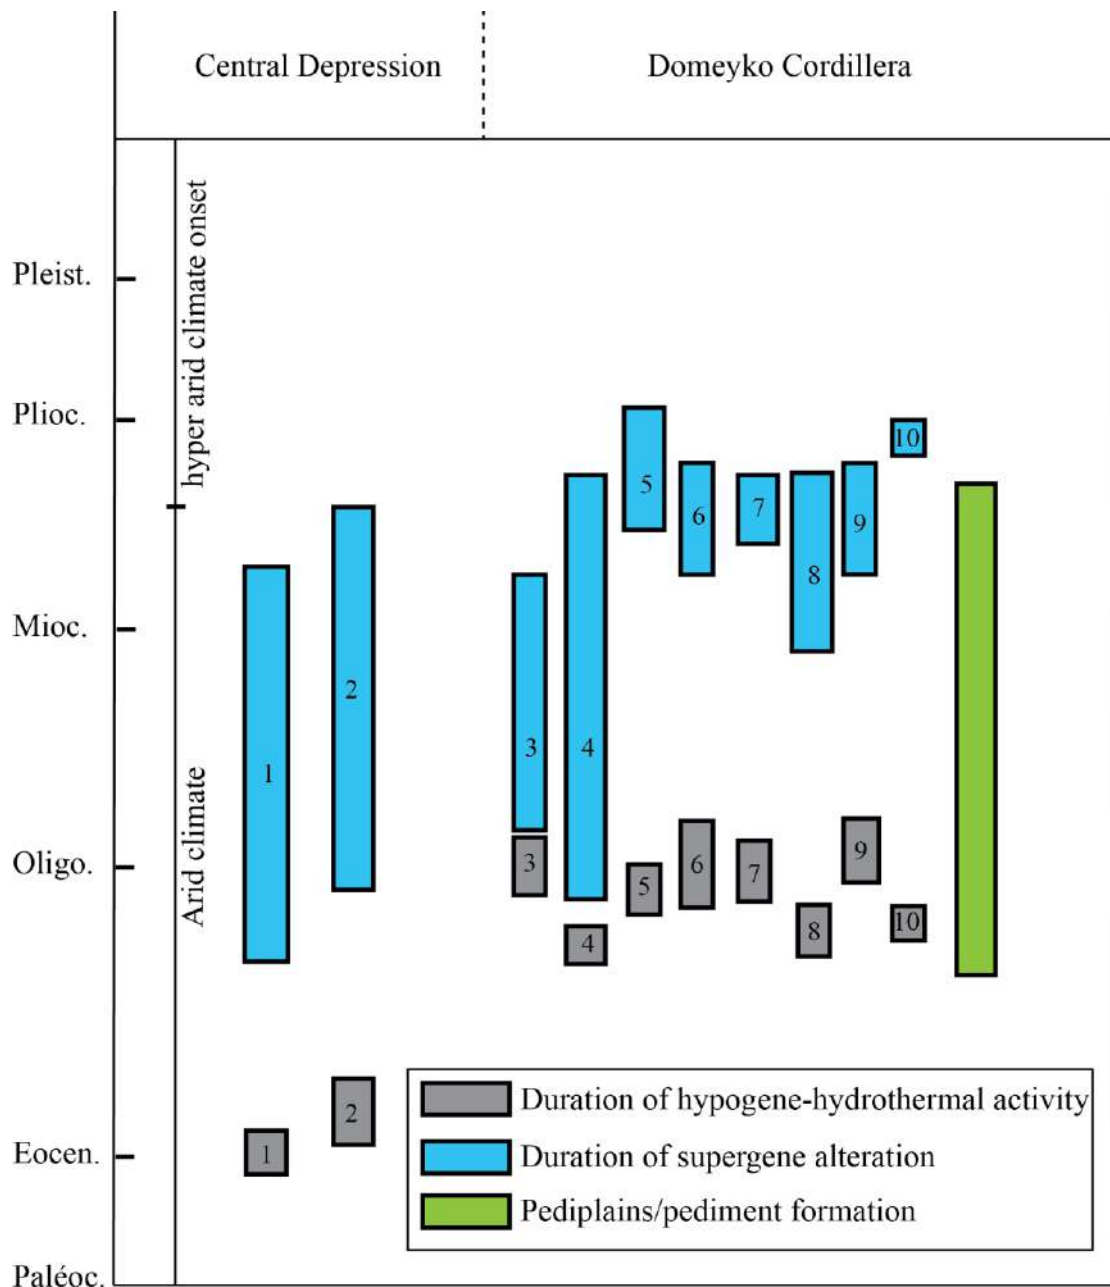 Central Depression
Domeyko Cordillera
hyper arid climate onset
Arid climate
Pleist.
Plioc.
Mioc.
Oligo.
Eocen.
Paléoc.
1
2
3
4
5
6
7
8
9
10
3
4
5
6
7
8
9
10
1
2
Duration of hypogene-hydrothermal activity
Duration of supergene alteration
Pediplains/pediment formation